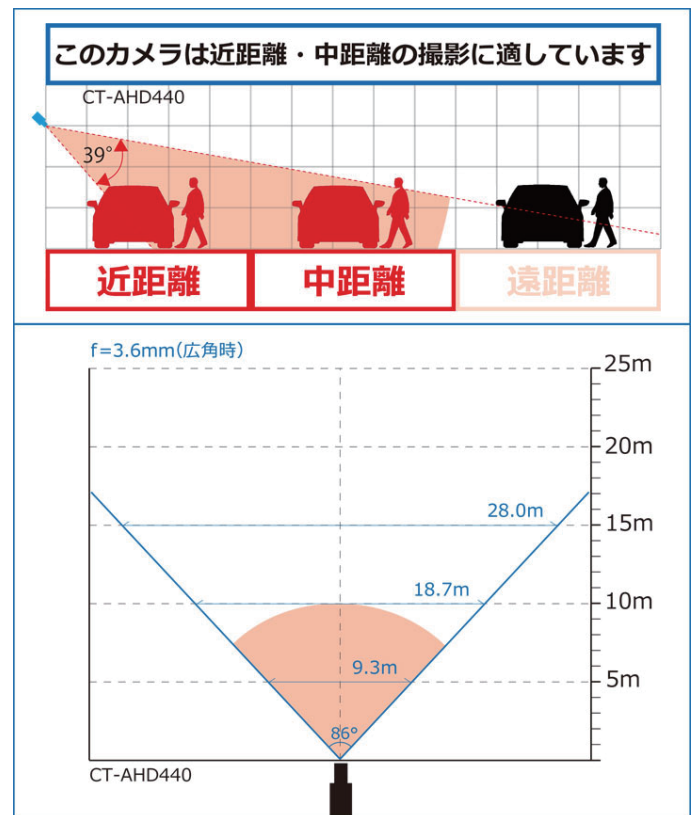 このカメラは近距離・中距離の撮影に適しています
CT-AHD440
39°
近距離
中距離
遠距離
f=3.6mm(広角時)
25m
20m
28.0m
15m
18.7m
10m
9.3m
5m
86°
CT-AHD440